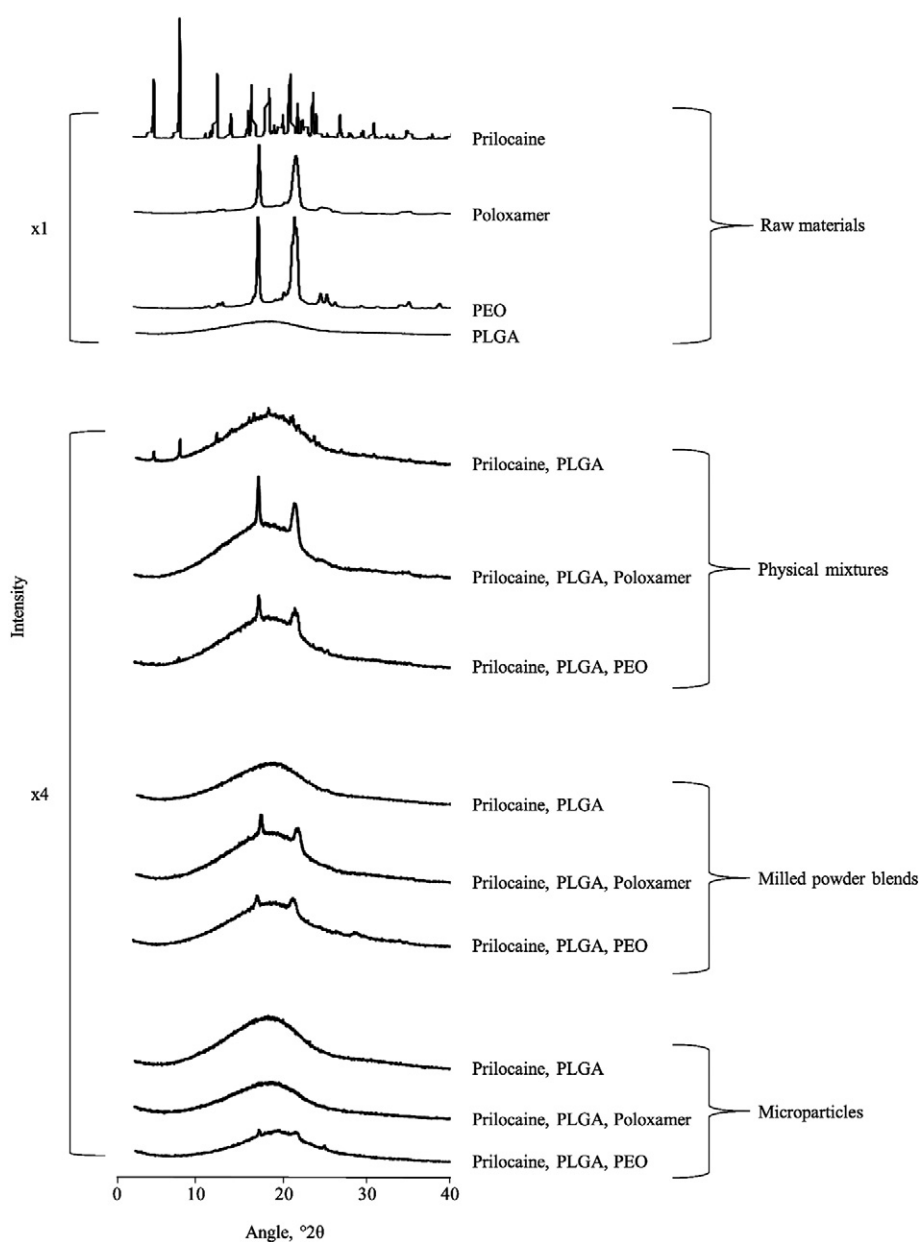 Prilocaine
Poloxamer
x1
Raw materials
PEO
PLGA
Prilocaine, PLGA
Prilocaine, PLGA, Poloxamer
Physical mixtures
Intensity
Prilocaine, PLGA, PEO
x4
Prilocaine, PLGA
Prilocaine, PLGA, Poloxamer
Milled powder blends
Prilocaine, PLGA, PEO
Prilocaine, PLGA
Prilocaine, PLGA, Poloxamer
Microparticles
Prilocaine, PLGA, PEO
0 10 20 30 40
Angle, °2θ